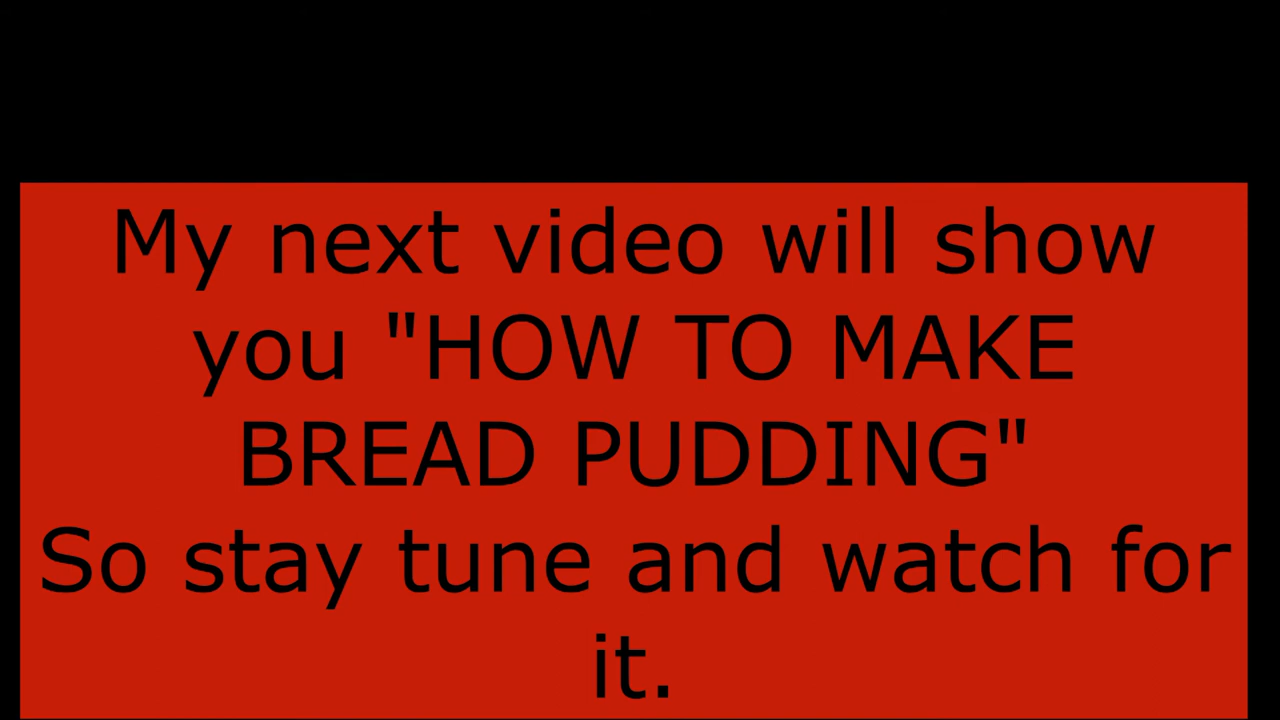 My next video will show
you "HOW TO MAKE
BREAD PUDDING"
So stay tune and watch for
it.